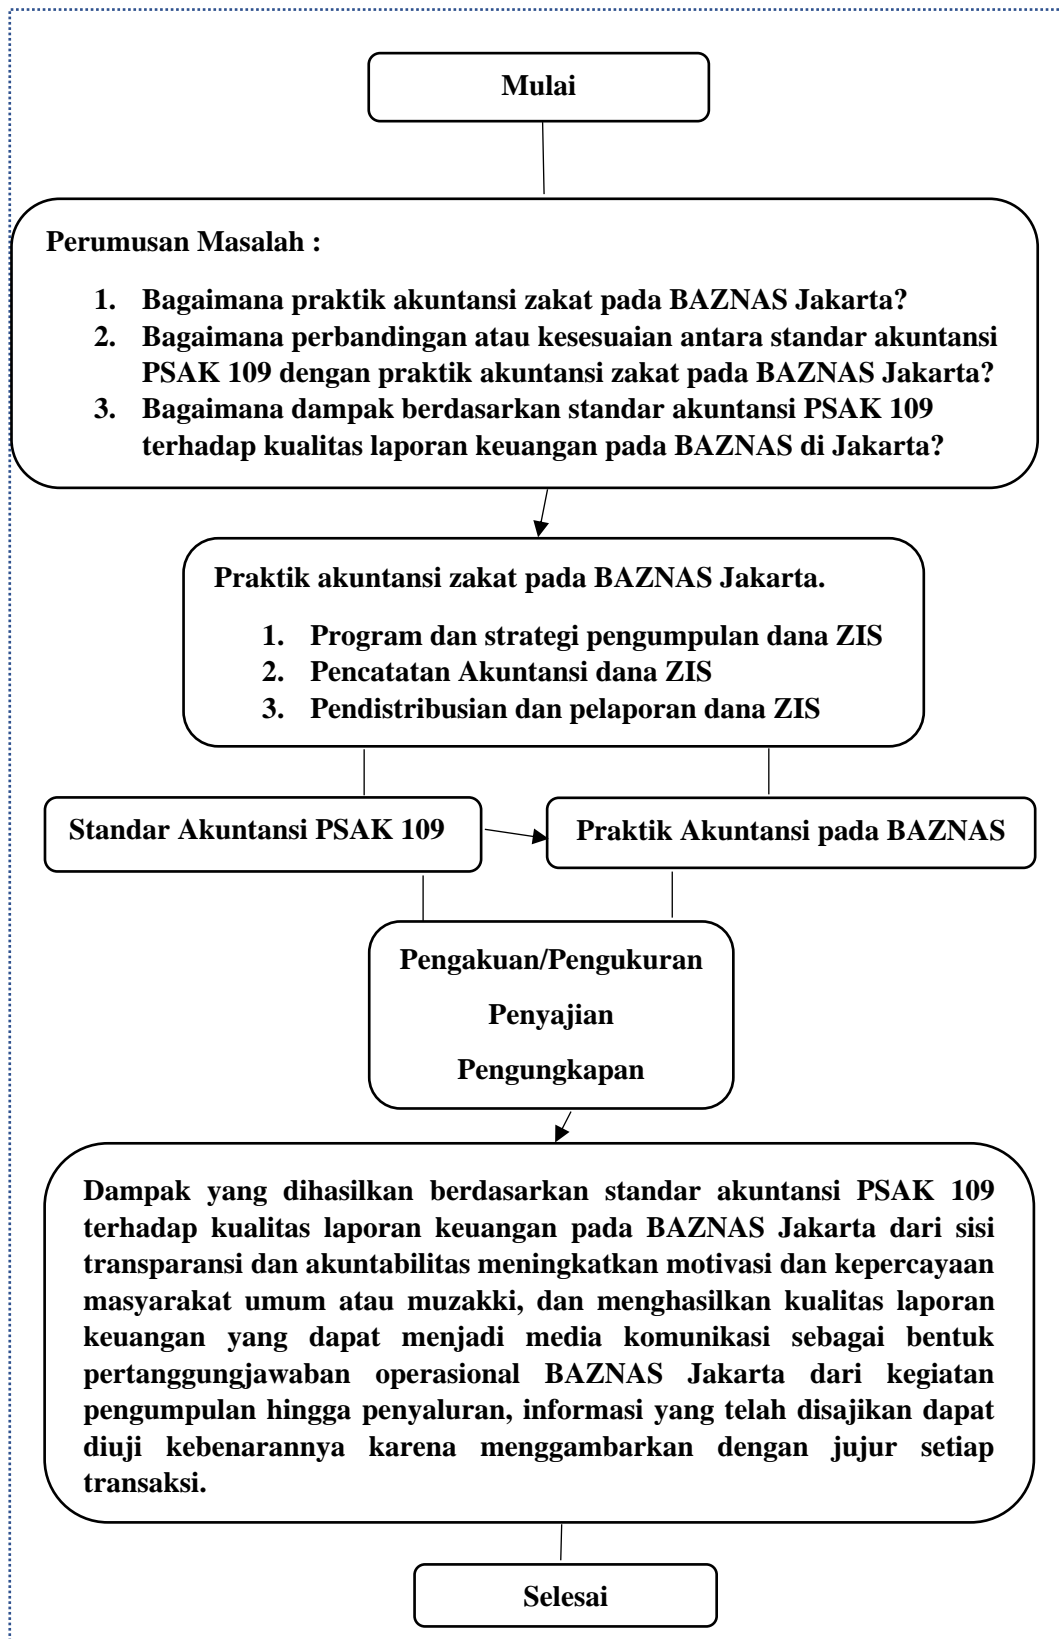 Mulai
Perumusan Masalah :
1. Bagaimana praktik akuntansi zakat pada BAZNAS Jakarta?
2. Bagaimana perbandingan atau kesesuaian antara standar akuntansi
PSAK 109 dengan praktik akuntansi zakat pada BAZNAS Jakarta?
3. Bagaimana dampak berdasarkan standar akuntansi PSAK 109
terhadap kualitas laporan keuangan pada BAZNAS di Jakarta?
Praktik akuntansi zakat pada BAZNAS Jakarta.
1. Program dan strategi pengumpulan dana ZIS
2. Pencatatan Akuntansi dana ZIS
3. Pendistribusian dan pelaporan dana ZIS
Standar Akuntansi PSAK 109
Praktik Akuntansi pada BAZNAS
Pengakuan/Pengukuran
Penyajian
Pengungkapan
Dampak yang dihasilkan berdasarkan standar akuntansi PSAK 109
terhadap kualitas laporan keuangan pada BAZNAS Jakarta dari sisi
transparansi dan akuntabilitas meningkatkan motivasi dan kepercayaan
masyarakat umum atau muzakki, dan menghasilkan kualitas laporan
keuangan yang dapat menjadi media komunikasi sebagai bentuk
pertanggungjawaban operasional BAZNAS Jakarta dari kegiatan
pengumpulan hingga penyaluran, informasi yang telah disajikan dapat
diuji kebenarannya karena menggambarkan dengan jujur setiap
transaksi.
Selesai